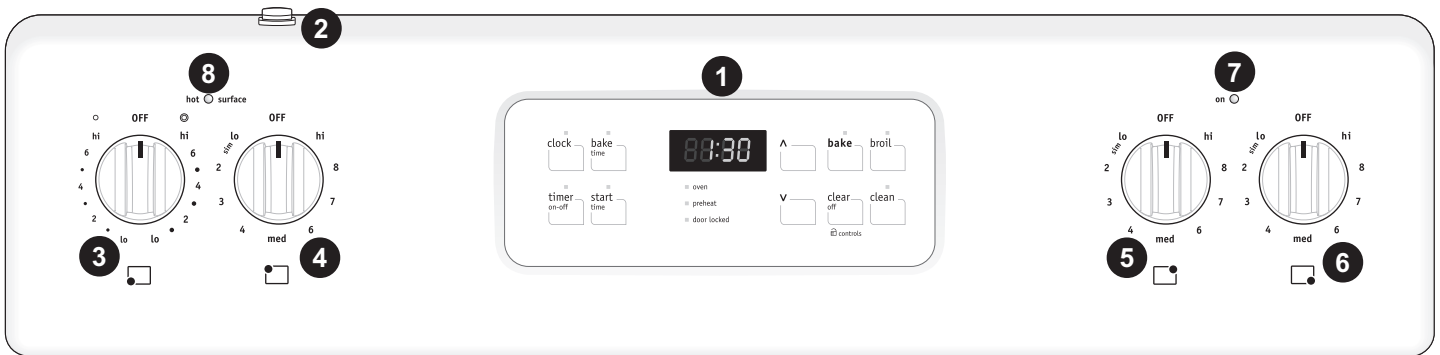 2
8
1
7
hot surface
on
OFF
hi
hi
6
6
4
4
2
2
lo
lo
OFF
lo
sim
2
3
4
med
6
7
8
hi
clock
bake
time
88:88
1:30
^
bake
broil
timer
on-off
start
time
oven
preheat
door locked
v
clear
off
clean
controls
OFF
lo
sim
2
3
4
med
6
7
8
hi
OFF
lo
sim
2
3
4
med
6
7
8
hi
3
4
5
6